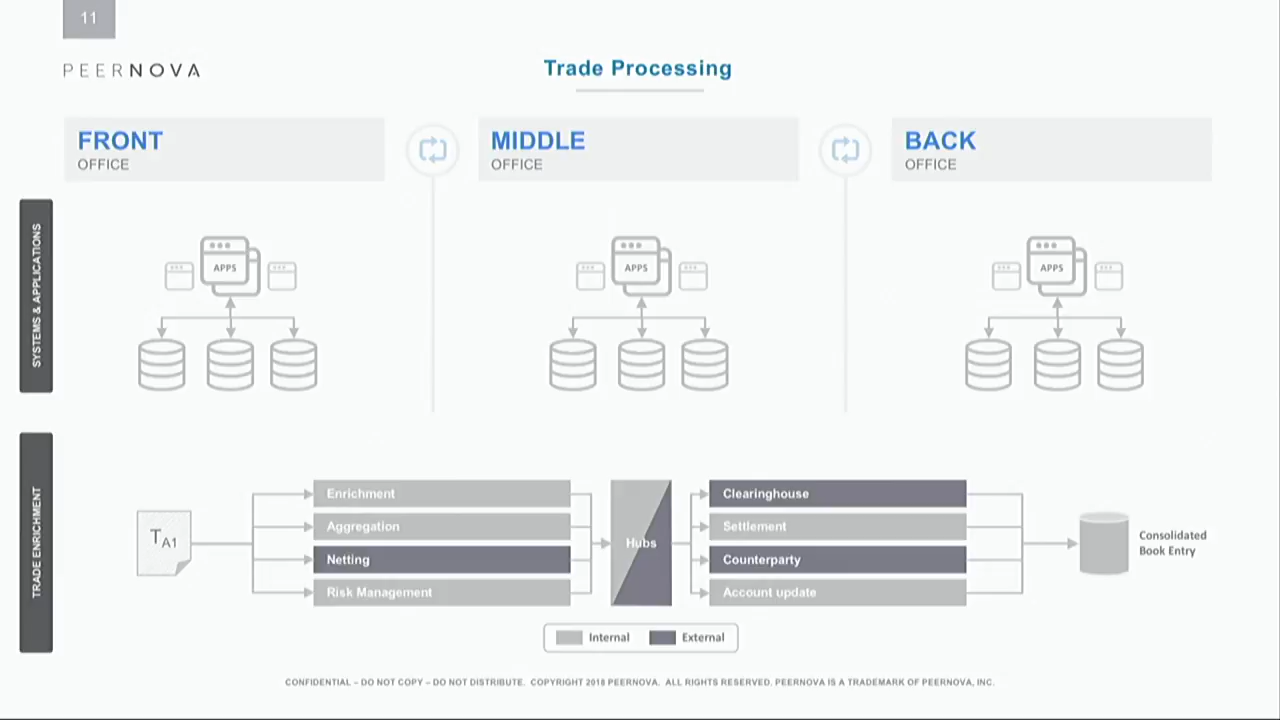 11
PEERNOVA
Trade Processing
FRONT
OFFICE
MIDDLE
OFFICE
BACK
OFFICE
SYSTEMS & APPLICATIONS
APPS
APPS
APPS
TRADE ENRICHMENT
TA1
Enrichment
Aggregation
Netting
Risk Management
Hubs
Clearinghouse
Settlement
Counterparty
Account update
Consolidated
Book Entry
Internal
External
CONFIDENTIAL – DO NOT COPY – DO NOT DISTRIBUTE. COPYRIGHT 2018 PEERNOVA. ALL RIGHTS RESERVED. PEERNOVA IS A TRADEMARK OF PEERNOVA, INC.